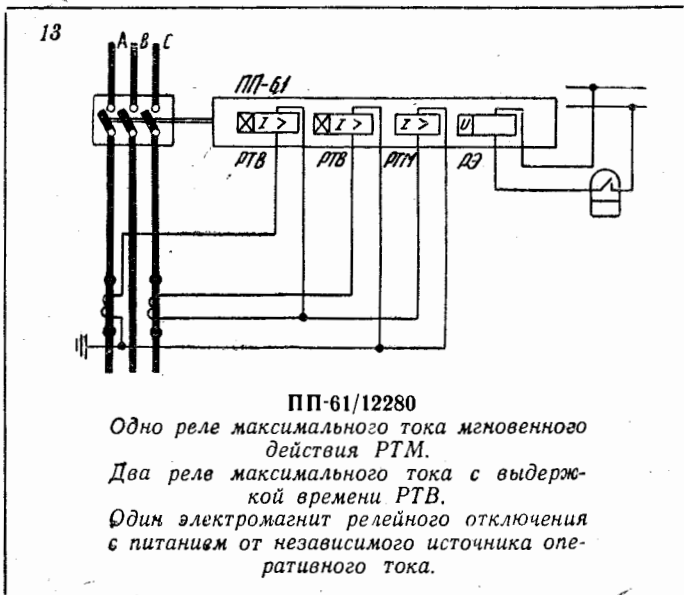 13
A B C
ПП-61
I > I > I > U
РТВ РТВ РТМ РЭ
ПП-61/12280
Одно реле максимального тока мгновенного
действия РТМ.
Два реле максимального тока с выдерж-
кой времени РТВ.
Один электромагнит релейного отключения
с питанием от независимого источника опе-
ративного тока.